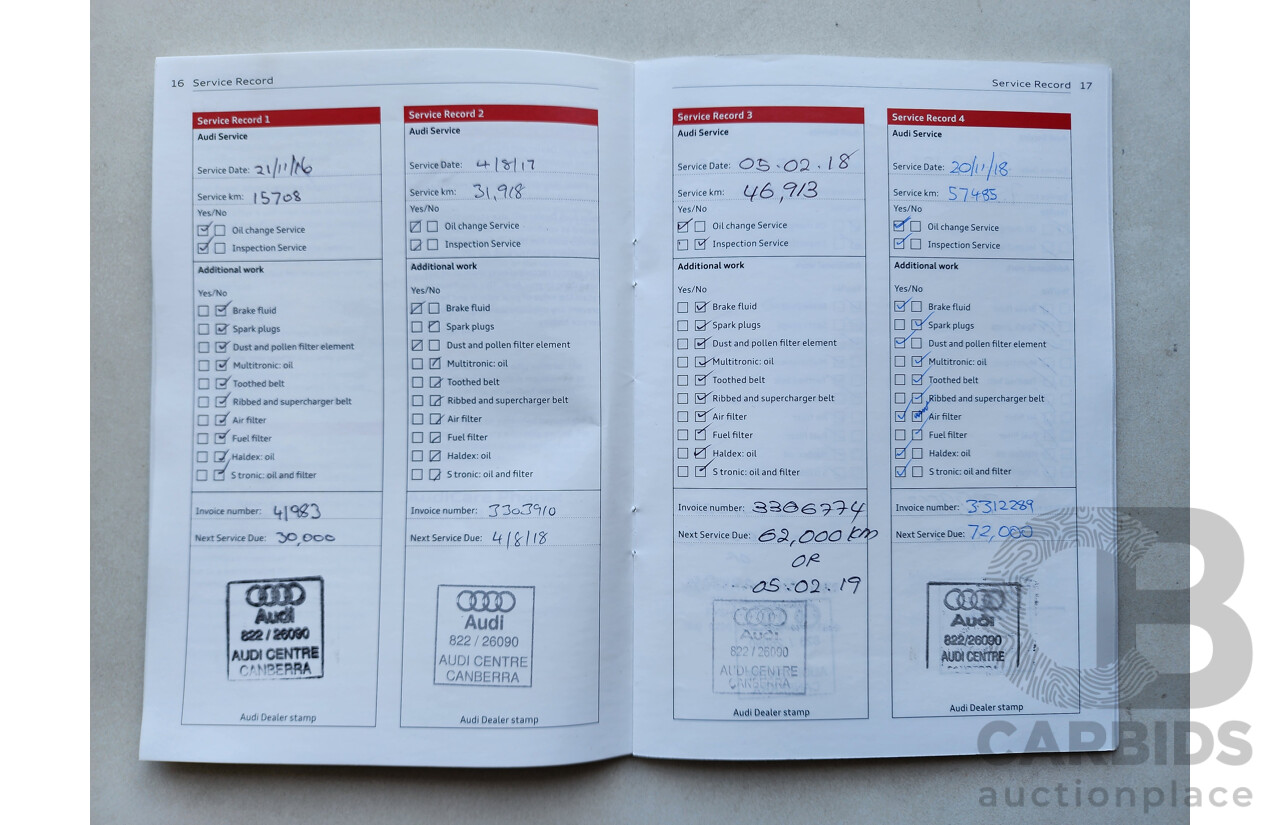 16 Service Record
Service Record 1
Audi Service
Service Date: 21/11/16
Service km: 15708
Yes/No
Oil change Service
Inspection Service
Additional work
Yes/No
Brake fluid
Spark plugs
Dust and pollen filter element
Multitronic: oil
Toothed belt
Ribbed and supercharger belt
Air filter
Fuel filter
Haldex: oil
S tronic: oil and filter
Invoice number: 41983
Next Service Due: 30,000
Audi
822 / 26090
AUDI CENTRE
CANBERRA
Audi Dealer stamp
Service Record 2
Audi Service
Service Date: 4/8/17
Service km: 31,918
Yes/No
Oil change Service
Inspection Service
Additional work
Yes/No
Brake fluid
Spark plugs
Dust and pollen filter element
Multitronic: oil
Toothed belt
Ribbed and supercharger belt
Air filter
Fuel filter
Haldex: oil
S tronic: oil and filter
Invoice number: 3303910
Next Service Due: 4/8/18
Audi
822 / 26090
AUDI CENTRE
CANBERRA
Audi Dealer stamp
Service Record 17
Service Record 3
Audi Service
Service Date: 05.02.18
Service km: 46,913
Yes/No
Oil change Service
Inspection Service
Additional work
Yes/No
Brake fluid
Spark plugs
Dust and pollen filter element
Multitronic: oil
Toothed belt
Ribbed and supercharger belt
Air filter
Fuel filter
Haldex: oil
S tronic: oil and filter
Invoice number: 3306774
Next Service Due: 62,000 km
OR
05.02.19
Audi
822 / 26090
AUDI CENTRE
CANBERRA
Audi Dealer stamp
Service Record 4
Audi Service
Service Date: 20/11/18
Service km: 57485
Yes/No
Oil change Service
Inspection Service
Additional work
Yes/No
Brake fluid
Spark plugs
Dust and pollen filter element
Multitronic: oil
Toothed belt
Ribbed and supercharger belt
Air filter
Fuel filter
Haldex: oil
S tronic: oil and filter
Invoice number: 3312289
Next Service Due: 72,000
Audi
822/26090
AUDI CENTRE
Audi Dealer stamp
CB
CARBIDS
auctionplace